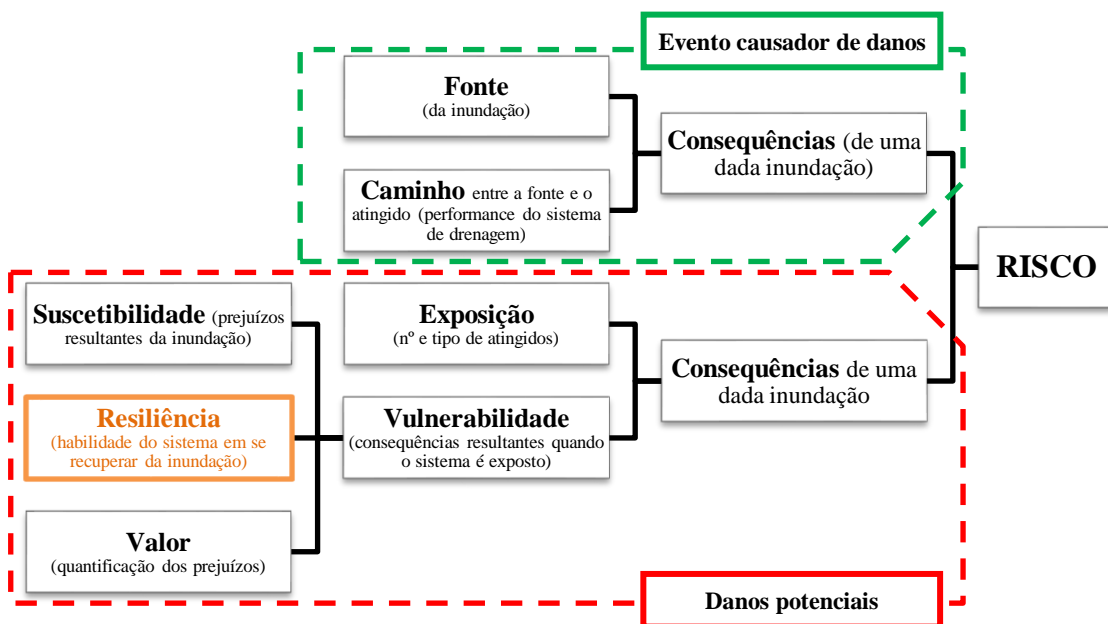 Evento causador de danos
Fonte
(da inundação)
Consequências (de uma
dada inundação)
Caminho entre a fonte e o
atingido (performance do sistema
de drenagem)
RISCO
Suscetibilidade (prejuízos
resultantes da inundação)
Exposição
(nº e tipo de atingidos)
Consequências de uma
dada inundação
Resiliência
(habilidade do sistema em se
recuperar da inundação)
Vulnerabilidade
(consequências resultantes quando
o sistema é exposto)
Valor
(quantificação dos prejuízos)
Danos potenciais